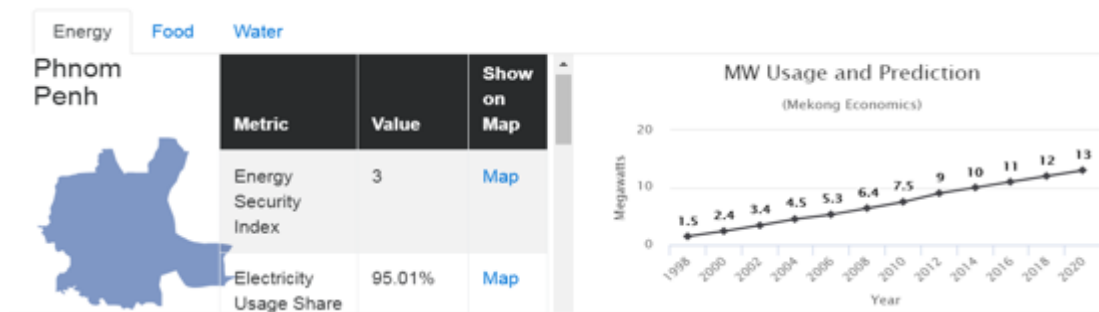 Energy Food Water
Phnom
Penh
Metric Value Show
on
Map
Energy
Security
Index
3 Map
Electricity
Usage Share
95.01% Map
MW Usage and Prediction
(Mekong Economics)
Megawatts
20
10
0
1.5 2.4 3.4 4.5 5.3 6.4 7.5 9 10 11 12 13
1998 2000 2002 2004 2006 2008 2010 2012 2014 2016 2018 2020
Year